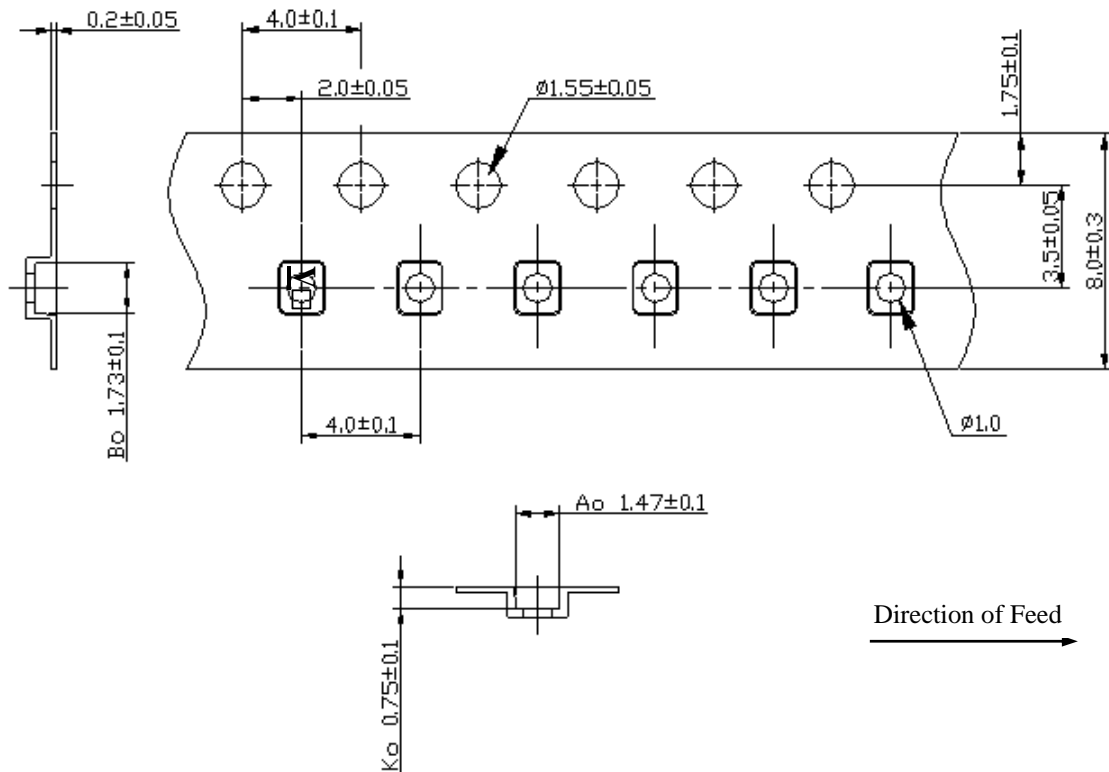 0.2±0.05
4.0±0.1
2.0±0.05
ø1.55±0.05
1.75±0.1
3.5±0.05
8.0±0.3
K
Bo 1.73±0.1
4.0±0.1
ø1.0
Ao 1.47±0.1
Ko 0.75±0.1
Direction of Feed